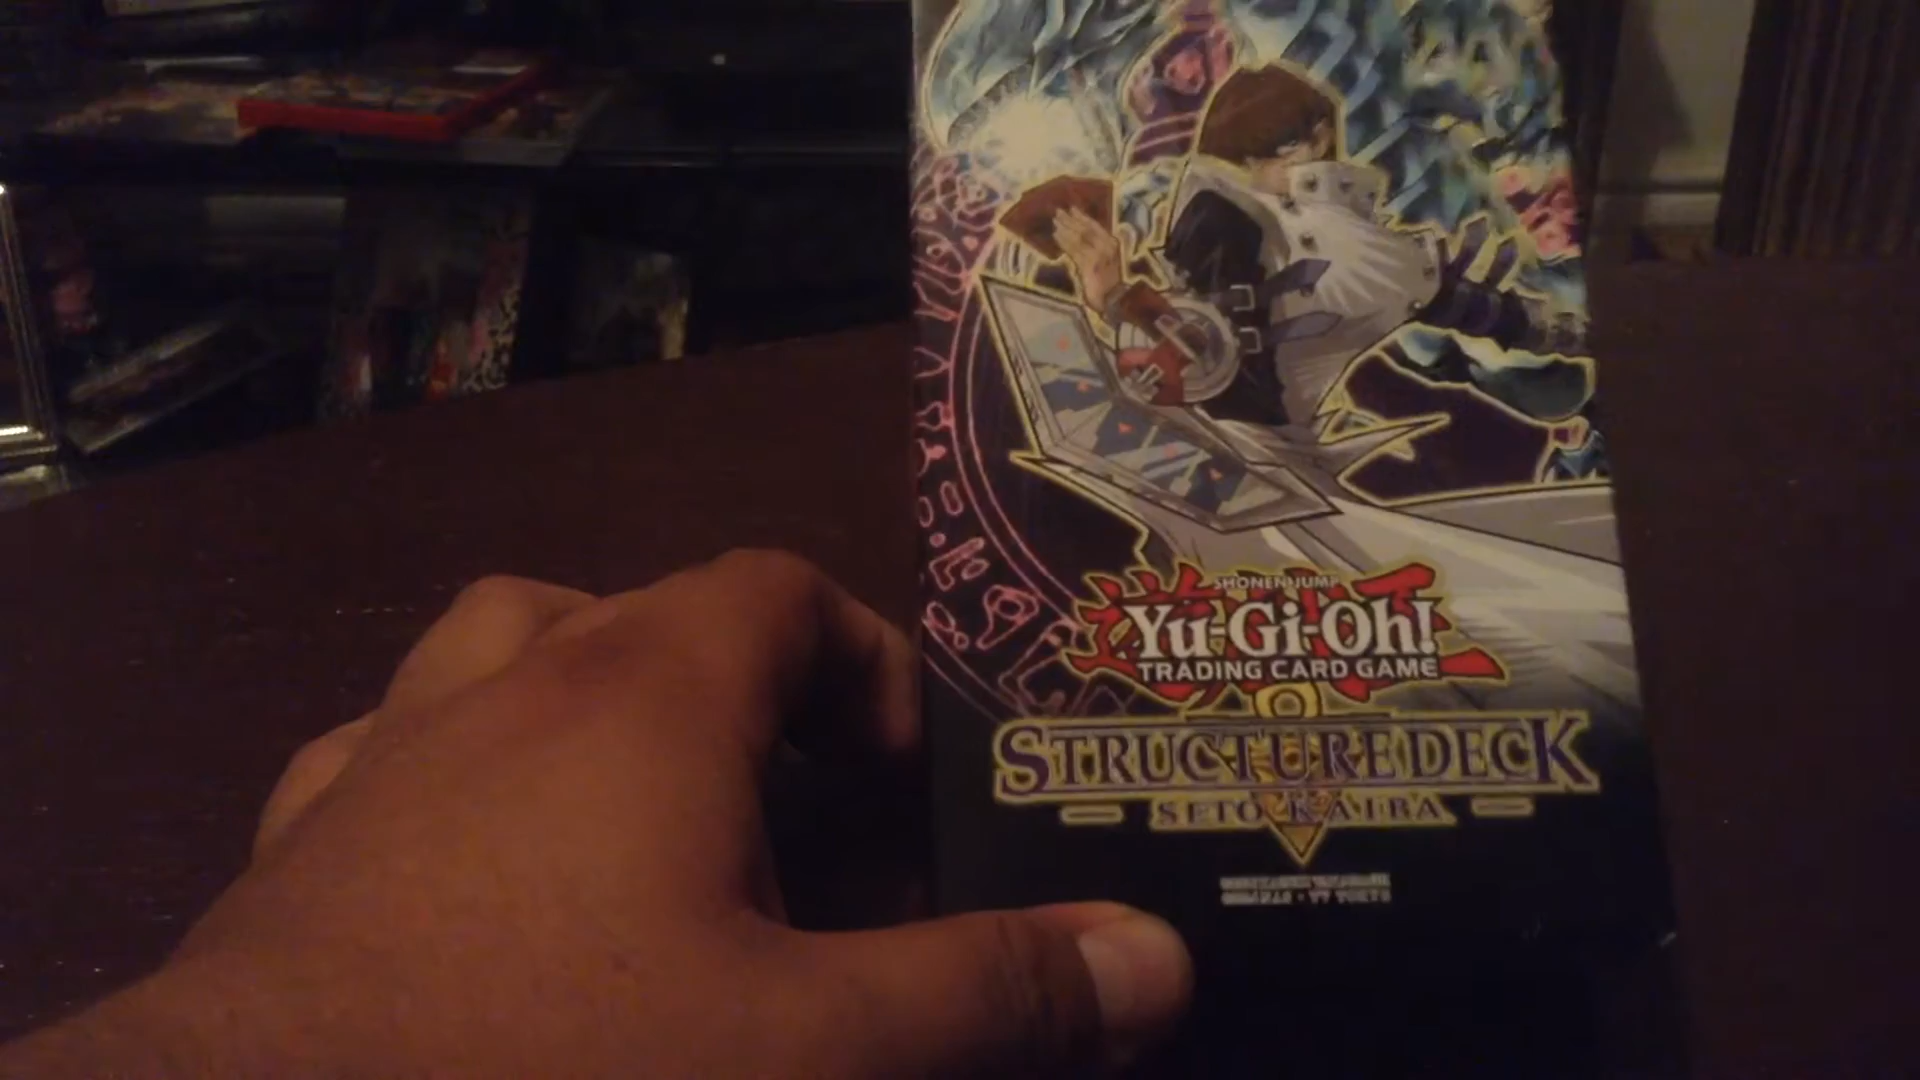 SHONEN JUMP
Yu-Gi-Oh!
TRADING CARD GAME
STRUCTURE DECK
SETO KAIBA